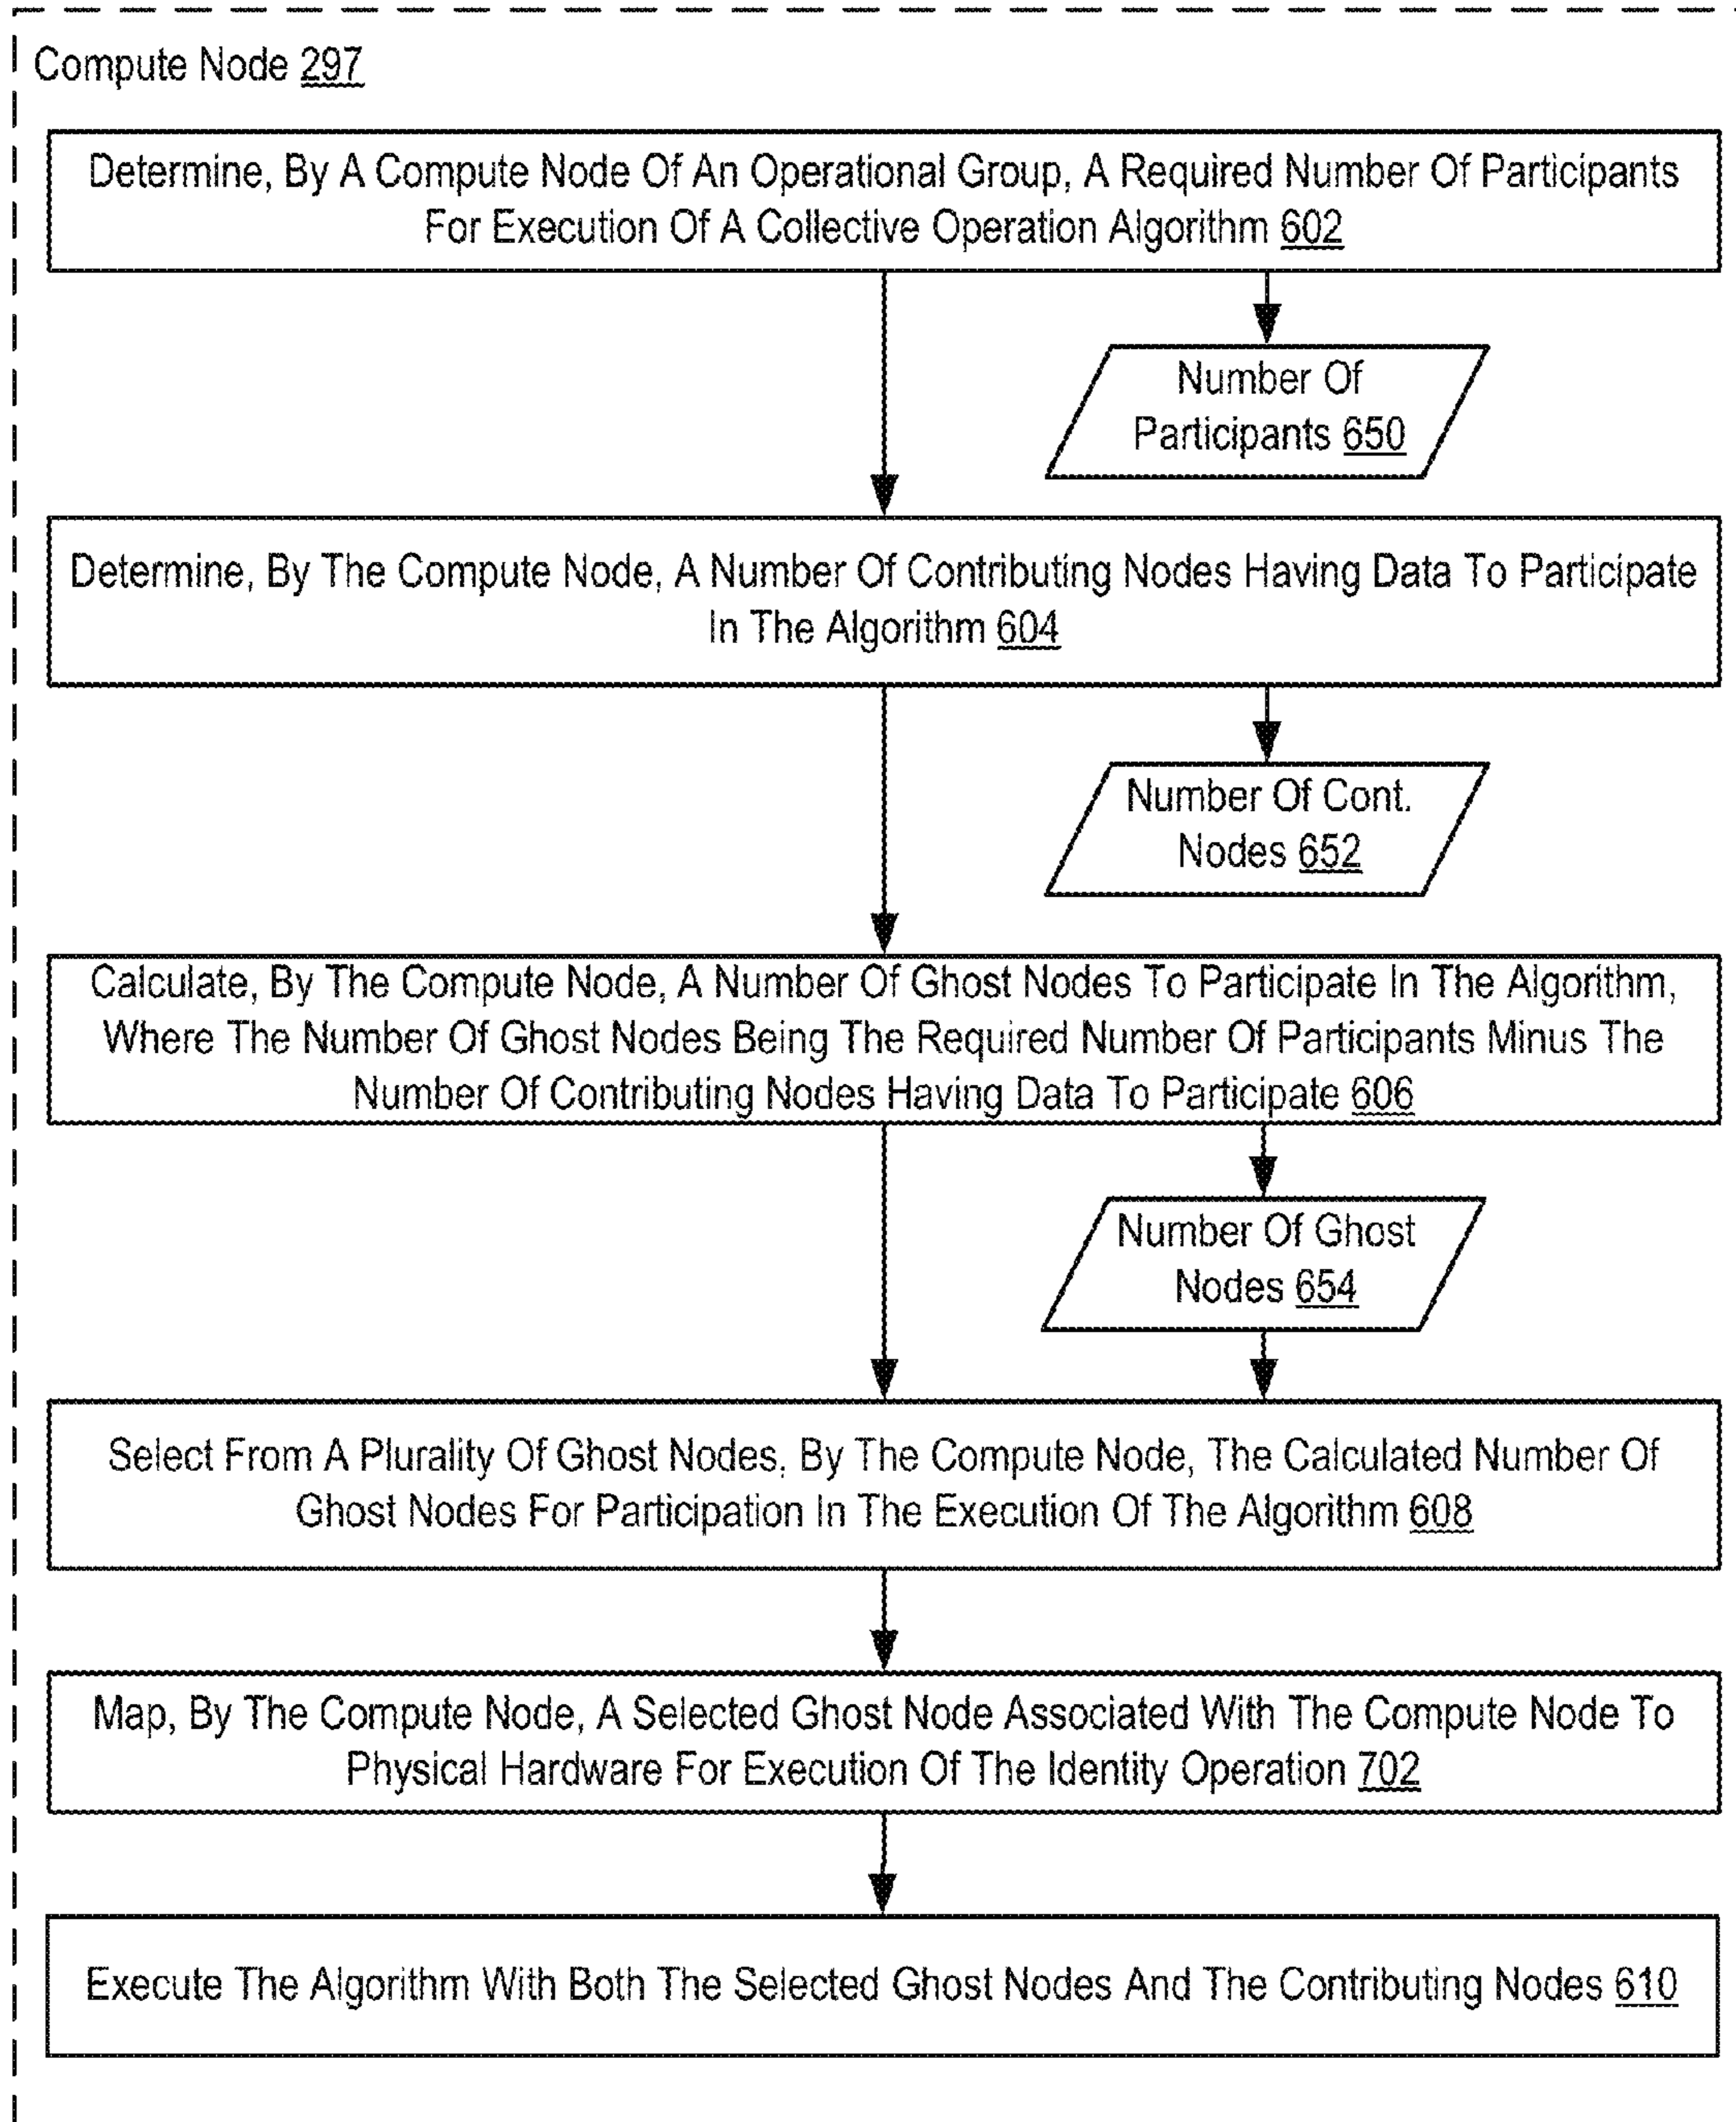 Compute Node 297
Determine, By A Compute Node Of An Operational Group, A Required Number Of Participants
For Execution Of A Collective Operation Algorithm 602
Number Of
Participants 650
Determine, By The Compute Node, A Number Of Contributing Nodes Having Data To Participate
In The Algorithm 604
Number Of Cont.
Nodes 652
Calculate, By The Compute Node, A Number Of Ghost Nodes To Participate In The Algorithm,
Where The Number Of Ghost Nodes Being The Required Number Of Participants Minus The
Number Of Contributing Nodes Having Data To Participate 606
Number Of Ghost
Nodes 654
Select From A Plurality Of Ghost Nodes, By The Compute Node, The Calculated Number Of
Ghost Nodes For Participation In The Execution Of The Algorithm 608
Map, By The Compute Node, A Selected Ghost Node Associated With The Compute Node To
Physical Hardware For Execution Of The Identity Operation 702
Execute The Algorithm With Both The Selected Ghost Nodes And The Contributing Nodes 610